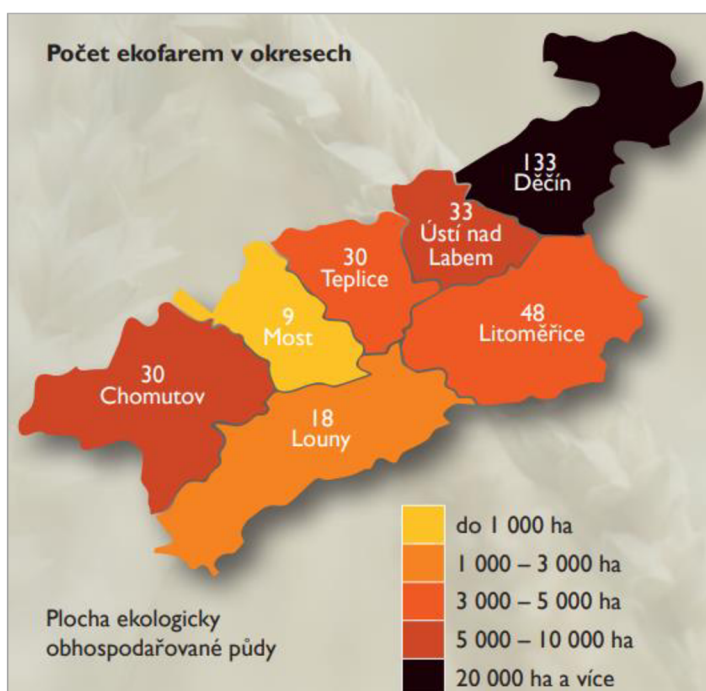 Počet ekofarem v okresech
133
Děčín
33
Ústí nad
Labem
30
Teplice
48
Litoměřice
9
Most
30
Chomutov
18
Louny
do 1 000 ha
1 000 – 3 000 ha
3 000 – 5 000 ha
5 000 – 10 000 ha
20 000 ha a více
Plocha ekologicky
obhospodařované půdy